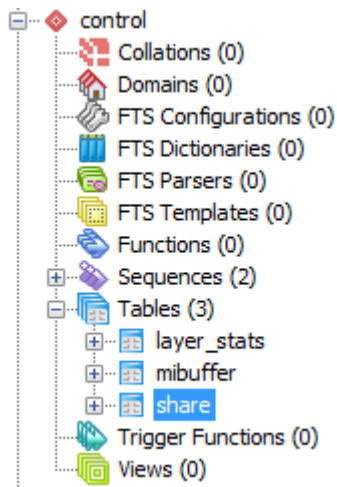 control
Collations (0)
Domains (0)
FTS Configurations (0)
FTS Dictionaries (0)
FTS Parsers (0)
FTS Templates (0)
Functions (0)
Sequences (2)
Tables (3)
layer_stats
mibuffer
share
Trigger Functions (0)
Views (0)